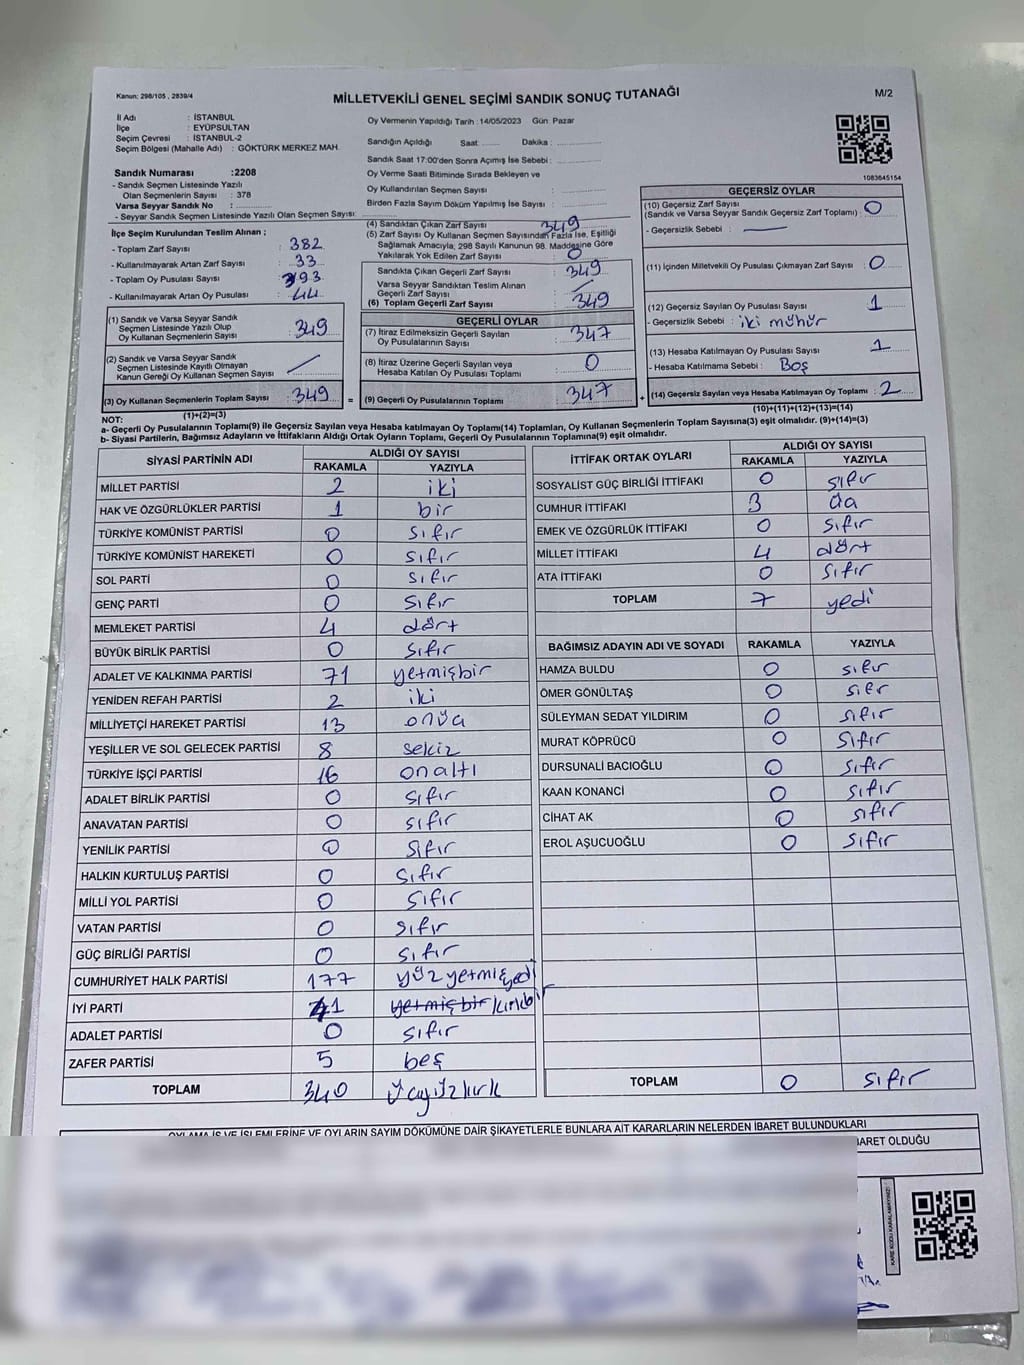 Kanun: 298/105 , 2839/4
MİLLETVEKİLİ GENEL SEÇİMİ SANDIK SONUÇ TUTANAĞI
M/2
İl Adı : İSTANBUL
İlçe : EYÜPSULTAN
Seçim Çevresi : İSTANBUL-2
Seçim Bölgesi (Mahalle Adı) : GÖKTÜRK MERKEZ MAH.
Sandık Numarası :2208
- Sandık Seçmen Listesinde Yazılı
Olan Seçmenlerin Sayısı : 378
Varsa Seyyar Sandık No :
- Seyyar Sandık Seçmen Listesinde Yazılı Olan Seçmen Sayısı:
Oy Vermenin Yapıldığı Tarih :14/05/2023 Gün: Pazar
Sandığın Açıldığı Saat: Dakika :
Sandık Saat 17:00'den Sonra Açımış İse Sebebi :
Oy Verme Saati Bitiminde Sırada Bekleyen ve
Oy Kullandırılan Seçmen Sayısı :
Birden Fazla Sayım Döküm Yapılmış İse Sayısı :
1083645154
İlçe Seçim Kurulundan Teslim Alınan ;
- Toplam Zarf Sayısı : 382
- Kullanılmayarak Artan Zarf Sayısı : 33
- Toplam Oy Pusulası Sayısı : 393
- Kullanılmayarak Artan Oy Pusulası : 44
(1) Sandık ve Varsa Seyyar Sandık
Seçmen Listesinde Yazılı Olup
Oy Kullanan Seçmenlerin Sayısı : 349
(2) Sandık ve Varsa Seyyar Sandık
Seçmen Listesinde Kayıtlı Olmayan
Kanun Gereği Oy Kullanan Seçmen Sayısı :
(3) Oy Kullanan Seçmenlerin Toplam Sayısı : 349 =
(1)+(2)=(3)
(4) Sandıktan Çıkan Zarf Sayısı : 349
(5) Zarf Sayısı Oy Kullanan Seçmen Sayısından Fazla İse, Eşitliği
Sağlamak Amacıyla, 298 Sayılı Kanunun 98. Maddesine Göre
Yakılarak Yok Edilen Zarf Sayısı : 0
Sandıkta Çıkan Geçerli Zarf Sayısı : 349
Varsa Seyyar Sandıktan Teslim Alınan
Geçerli Zarf Sayısı :
(6) Toplam Geçerli Zarf Sayısı : 349
GEÇERLİ OYLAR
(7) İtiraz Edilmeksizin Geçerli Sayılan
Oy Pusulalarının Sayısı : 347
(8) İtiraz Üzerine Geçerli Sayılan veya
Hesaba Katılan Oy Pusulası Toplamı : 0
(9) Geçerli Oy Pusulalarının Toplamı : 347 +
GEÇERSİZ OYLAR
(10) Geçersiz Zarf Sayısı
(Sandık ve Varsa Seyyar Sandık Geçersiz Zarf Toplamı) : 0
- Geçersizlik Sebebi :
(11) İçinden Milletvekili Oy Pusulası Çıkmayan Zarf Sayısı : 0
(12) Geçersiz Sayılan Oy Pusulası Sayısı : 1
- Geçersizlik Sebebi : iki mühür
(13) Hesaba Katılmayan Oy Pusulası Sayısı : 1
- Hesaba Katılmama Sebebi : Boş
(14) Geçersiz Sayılan veya Hesaba Katılmayan Oy Toplamı : 2
(10)+(11)+(12)+(13)=(14)
NOT:
a- Geçerli Oy Pusulalarının Toplamı(9) ile Geçersiz Sayılan veya Hesaba katılmayan Oy Toplamı(14) Toplamları, Oy Kullanan Seçmenlerin Toplam Sayısına(3) eşit olmalıdır. (9)+(14)=(3)
b- Siyasi Partilerin, Bağımsız Adayların ve İttifakların Aldığı Ortak Oyların Toplamı, Geçerli Oy Pusulalarının Toplamına(9) eşit olmalıdır.
SİYASİ PARTİNİN ADI ALDIĞI OY SAYISI
RAKAMLA YAZIYLA
MİLLET PARTİSİ 2 iki
HAK VE ÖZGÜRLÜKLER PARTİSİ 1 bir
TÜRKİYE KOMÜNİST PARTİSİ 0 sıfır
TÜRKİYE KOMÜNİST HAREKETİ 0 sıfır
SOL PARTİ 0 sıfır
GENÇ PARTİ 0 sıfır
MEMLEKET PARTİSİ 4 dört
BÜYÜK BİRLİK PARTİSİ 0 sıfır
ADALET VE KALKINMA PARTİSİ 71 yetmişbir
YENİDEN REFAH PARTİSİ 2 iki
MİLLİYETÇİ HAREKET PARTİSİ 13 onüç
YEŞİLLER VE SOL GELECEK PARTİSİ 8 sekiz
TÜRKİYE İŞÇİ PARTİSİ 16 onaltı
ADALET BİRLİK PARTİSİ 0 sıfır
ANAVATAN PARTİSİ 0 sıfır
YENİLİK PARTİSİ 0 sıfır
HALKIN KURTULUŞ PARTİSİ 0 sıfır
MİLLİ YOL PARTİSİ 0 sıfır
VATAN PARTİSİ 0 sıfır
GÜÇ BİRLİĞİ PARTİSİ 0 sıfır
CUMHURİYET HALK PARTİSİ 177 yüzyetmişyedi
İYİ PARTİ 41 yetmişbir kırkbir
ADALET PARTİSİ 0 sıfır
ZAFER PARTİSİ 5 beş
TOPLAM 340 üçyüzkırk
İTTİFAK ORTAK OYLARI ALDIĞI OY SAYISI
RAKAMLA YAZIYLA
SOSYALİST GÜÇ BİRLİĞİ İTTİFAKI 0 sıfır
CUMHUR İTTİFAKI 3 üç
EMEK VE ÖZGÜRLÜK İTTİFAKI 0 sıfır
MİLLET İTTİFAKI 4 dört
ATA İTTİFAKI 0 sıfır
TOPLAM 7 yedi
BAĞIMSIZ ADAYIN ADI VE SOYADI RAKAMLA YAZIYLA
HAMZA BULDU 0 sıfır
ÖMER GÖNÜLTAŞ 0 sıfır
SÜLEYMAN SEDAT YILDIRIM 0 sıfır
MURAT KÖPRÜCÜ 0 sıfır
DURSUNALİ BACIOĞLU 0 sıfır
KAAN KONANCİ 0 sıfır
CİHAT AK 0 sıfır
EROL AŞUCUOĞLU 0 sıfır
TOPLAM 0 sıfır
OYLAMA İŞ VE İŞLEMLERİNE VE OYLARIN SAYIM DÖKÜMÜNE DAİR ŞİKAYETLERLE BUNLARA AİT KARARLARIN NELERDEN İBARET BULUNDUKLARI
İBARET OLDUĞU
KARE KODU KARALAMAYINIZ!